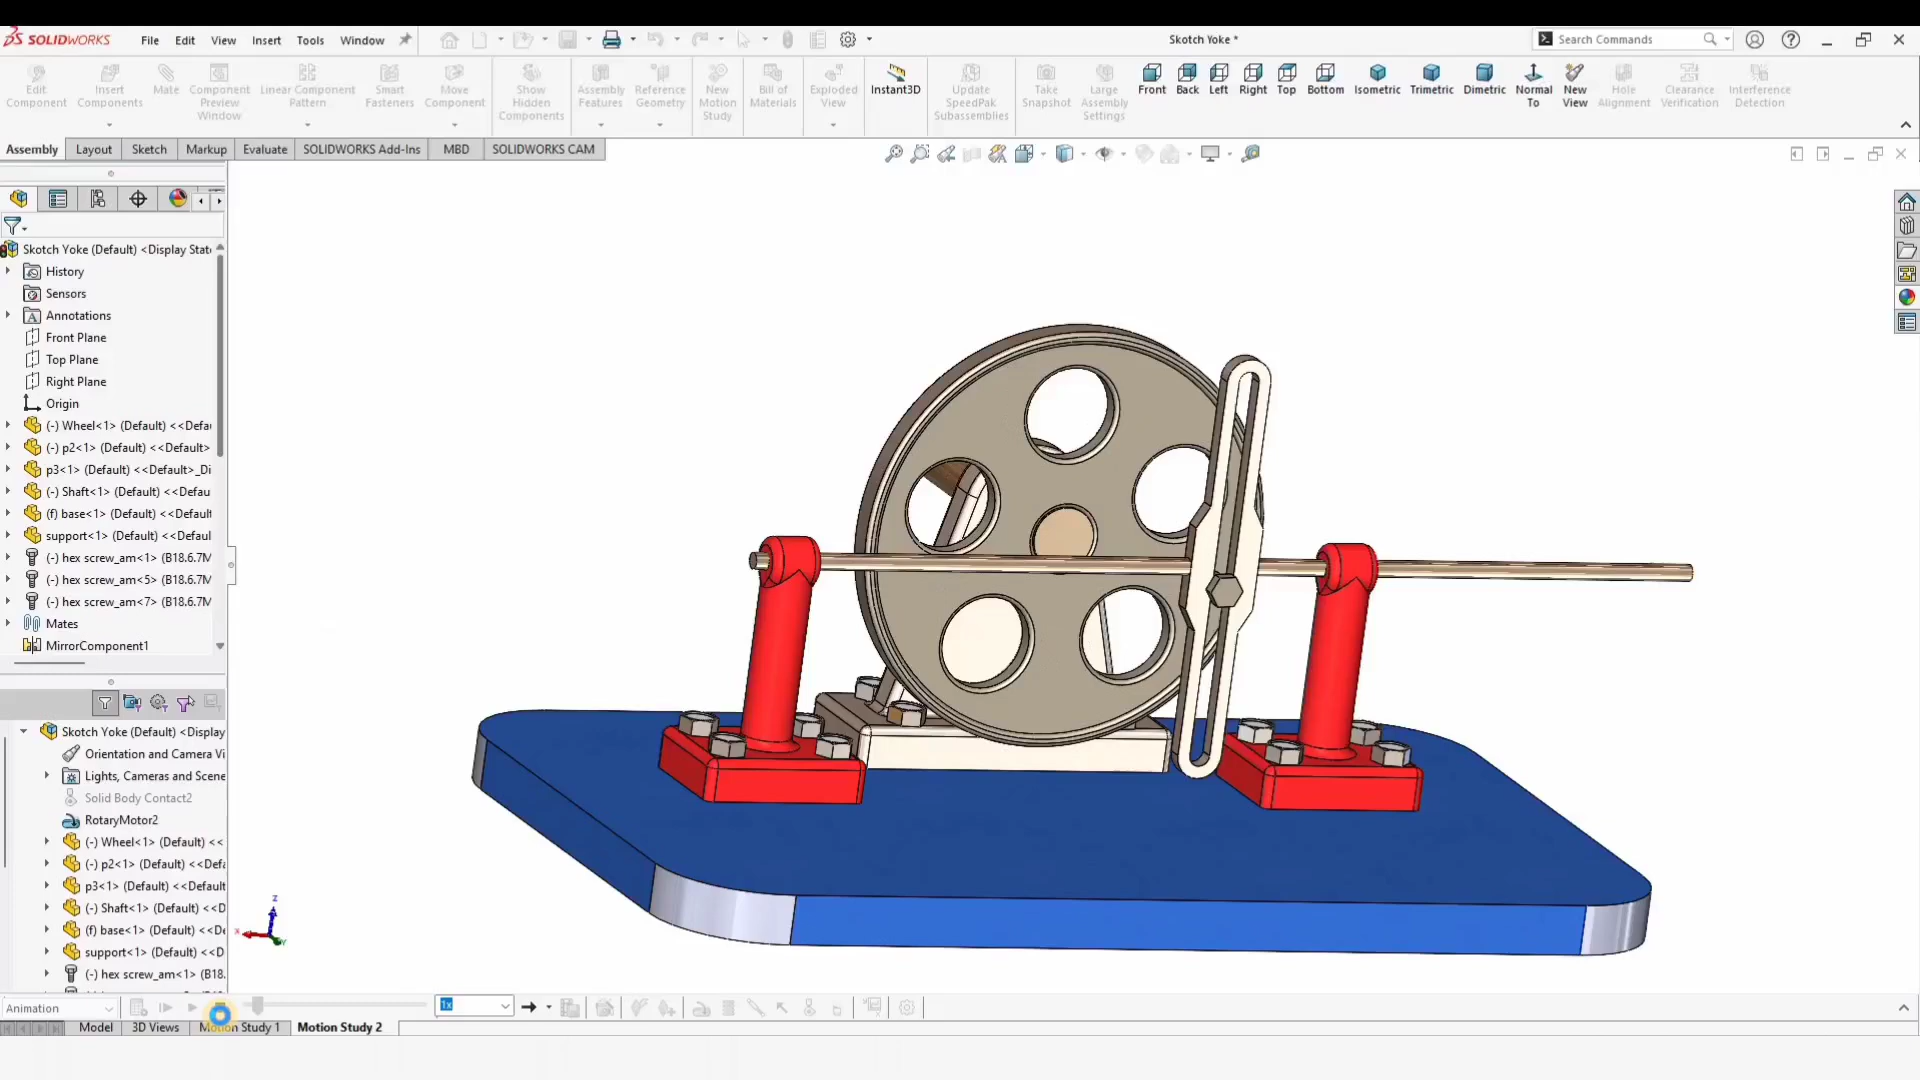 SOLIDWORKS File Edit View Insert Tools Window Skotch Yoke * Search Commands
Edit Component
Insert Components
Mate
Component Preview Window
Linear Component Pattern
Smart Fasteners
Move Component
Show Hidden Components
Assembly Features
Reference Geometry
New Motion Study
Bill of Materials
Exploded View
Instant3D
Update SpeedPak Subassemblies
Take Snapshot
Large Assembly Settings
Front Back Left Right Top Bottom Isometric Trimetric Dimetric
Normal To
New View
Hole Alignment
Clearance Verification
Interference Detection
Assembly Layout Sketch Markup Evaluate SOLIDWORKS Add-Ins MBD SOLIDWORKS CAM
Skotch Yoke (Default) <Display State
History
Sensors
Annotations
Front Plane
Top Plane
Right Plane
Origin
(-) Wheel<1> (Default) <<Defau
(-) p2<1> (Default) <<Default>
p3<1> (Default) <<Default>_Di
(-) Shaft<1> (Default) <<Defau
(f) base<1> (Default) <<Default
support<1> (Default) <<Defaul
(-) hex screw_am<1> (B18.6.7M
(-) hex screw_am<5> (B18.6.7M
(-) hex screw_am<7> (B18.6.7M
Mates
MirrorComponent1
Skotch Yoke (Default) <Display
Orientation and Camera Vi
Lights, Cameras and Scene
Solid Body Contact2
RotaryMotor2
(-) Wheel<1> (Default) <<
(-) p2<1> (Default) <<Defa
p3<1> (Default) <<Default
(-) Shaft<1> (Default) <<D
(f) base<1> (Default) <<De
support<1> (Default) <<D
(-) hex screw_am<1> (B18.
Z
X
Y
Animation 1x
Model 3D Views Motion Study 1 Motion Study 2